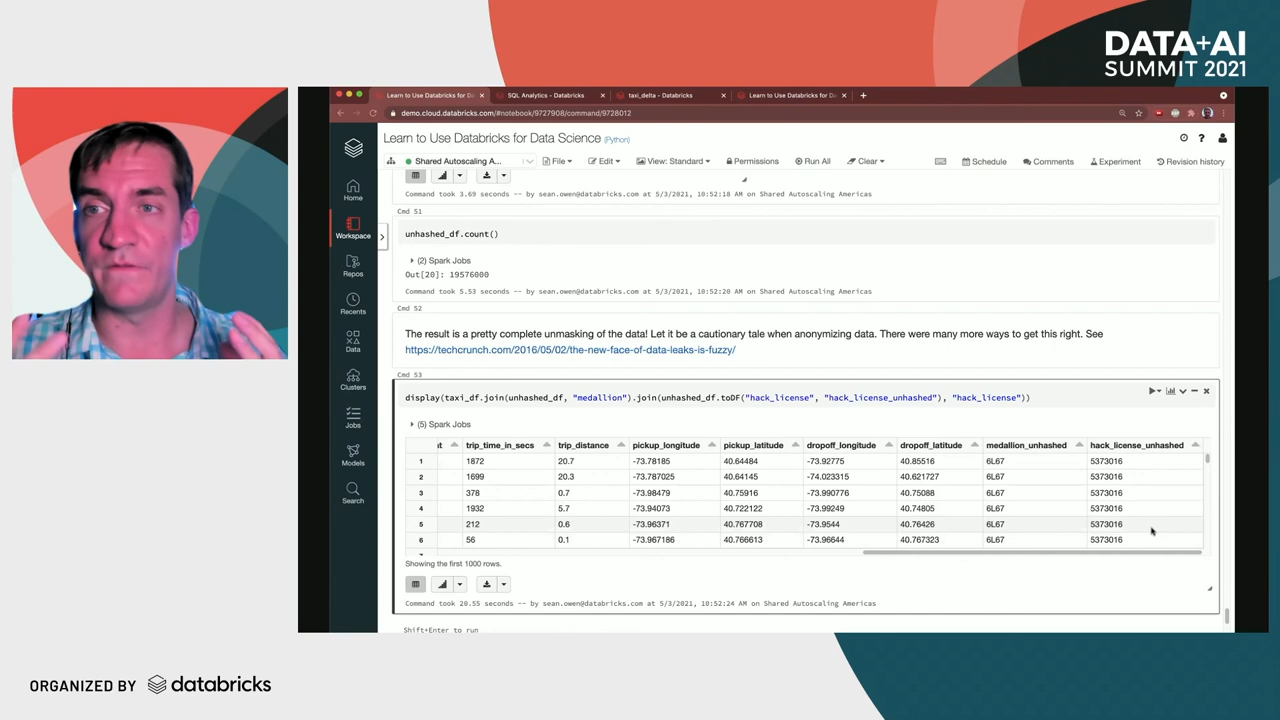 DATA+AI
SUMMIT 2021
Learn to Use Databricks for Da
SQL Analytics - Databricks
taxi_delta - Databricks
Learn to Use Databricks for Da
demo.cloud.databricks.com/#notebook/9727908/command/9728012
Learn to Use Databricks for Data Science (Python)
Shared Autoscaling A... File Edit View: Standard Permissions Run All Clear Schedule Comments Experiment Revision history
Home
Workspace
Repos
Recents
Data
Clusters
Jobs
Models
Search
Command took 3.69 seconds -- by sean.owen@databricks.com at 5/3/2021, 10:52:18 AM on Shared Autoscaling Americas
Cmd 51
unhashed_df.count()
(2) Spark Jobs
Out[20]: 19576000
Command took 5.53 seconds -- by sean.owen@databricks.com at 5/3/2021, 10:52:20 AM on Shared Autoscaling Americas
Cmd 52
The result is a pretty complete unmasking of the data! Let it be a cautionary tale when anonymizing data. There were many more ways to get this right. See
https://techcrunch.com/2016/05/02/the-new-face-of-data-leaks-is-fuzzy/
Cmd 53
display(taxi_df.join(unhashed_df, "medallion").join(unhashed_df.toDF("hack_license", "hack_license_unhashed"), "hack_license"))
(5) Spark Jobs
t trip_time_in_secs trip_distance pickup_longitude pickup_latitude dropoff_longitude dropoff_latitude medallion_unhashed hack_license_unhashed
1 1872 20.7 -73.78185 40.64484 -73.92775 40.85516 6L67 5373016
2 1699 20.3 -73.787025 40.64145 -74.023315 40.621727 6L67 5373016
3 378 0.7 -73.98479 40.75916 -73.990776 40.75088 6L67 5373016
4 1932 5.7 -73.94073 40.722122 -73.99249 40.74805 6L67 5373016
5 212 0.6 -73.96371 40.767708 -73.9544 40.76426 6L67 5373016
6 56 0.1 -73.967186 40.766613 -73.96644 40.767323 6L67 5373016
Showing the first 1000 rows.
Command took 20.55 seconds -- by sean.owen@databricks.com at 5/3/2021, 10:52:24 AM on Shared Autoscaling Americas
Shift+Enter to run
ORGANIZED BY databricks